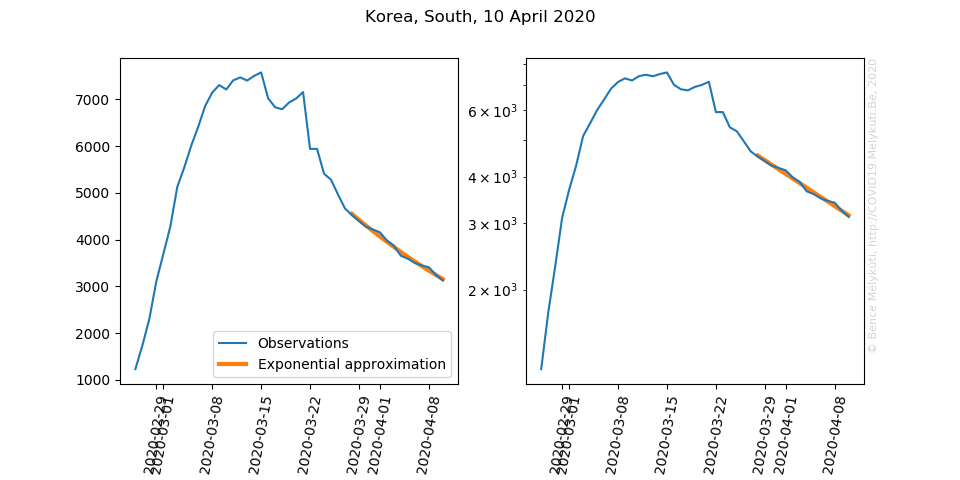 Korea, South, 10 April 2020
7000
6000
5000
4000
3000
2000
1000
Observations
Exponential approximation
2020-02-29
2020-03-01
2020-03-08
2020-03-15
2020-03-22
2020-03-29
2020-04-01
2020-04-08
6 × 10³
4 × 10³
3 × 10³
2 × 10³
2020-02-29
2020-03-01
2020-03-08
2020-03-15
2020-03-22
2020-03-29
2020-04-01
2020-04-08
© Bence Mélykúti, http://COVID19.Melykuti.Be, 2020